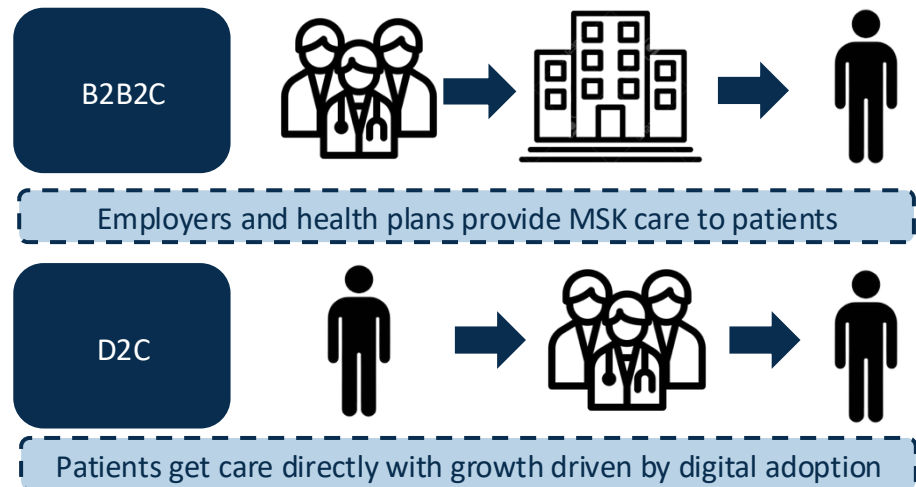 B2B2C
Employers and health plans provide MSK care to patients
D2C
Patients get care directly with growth driven by digital adoption